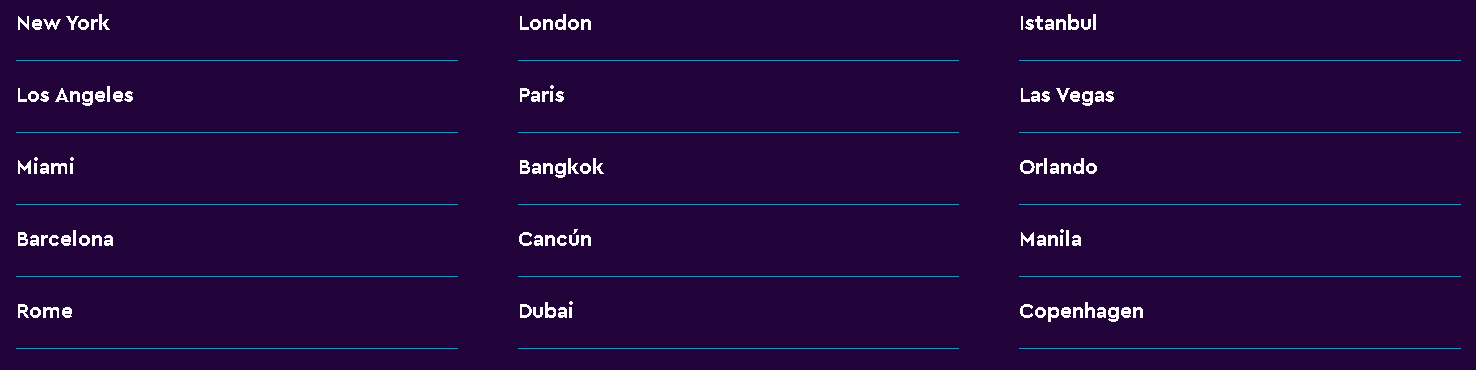 New York
London
Istanbul
Los Angeles
Paris
Las Vegas
Miami
Bangkok
Orlando
Barcelona
Cancún
Manila
Rome
Dubai
Copenhagen